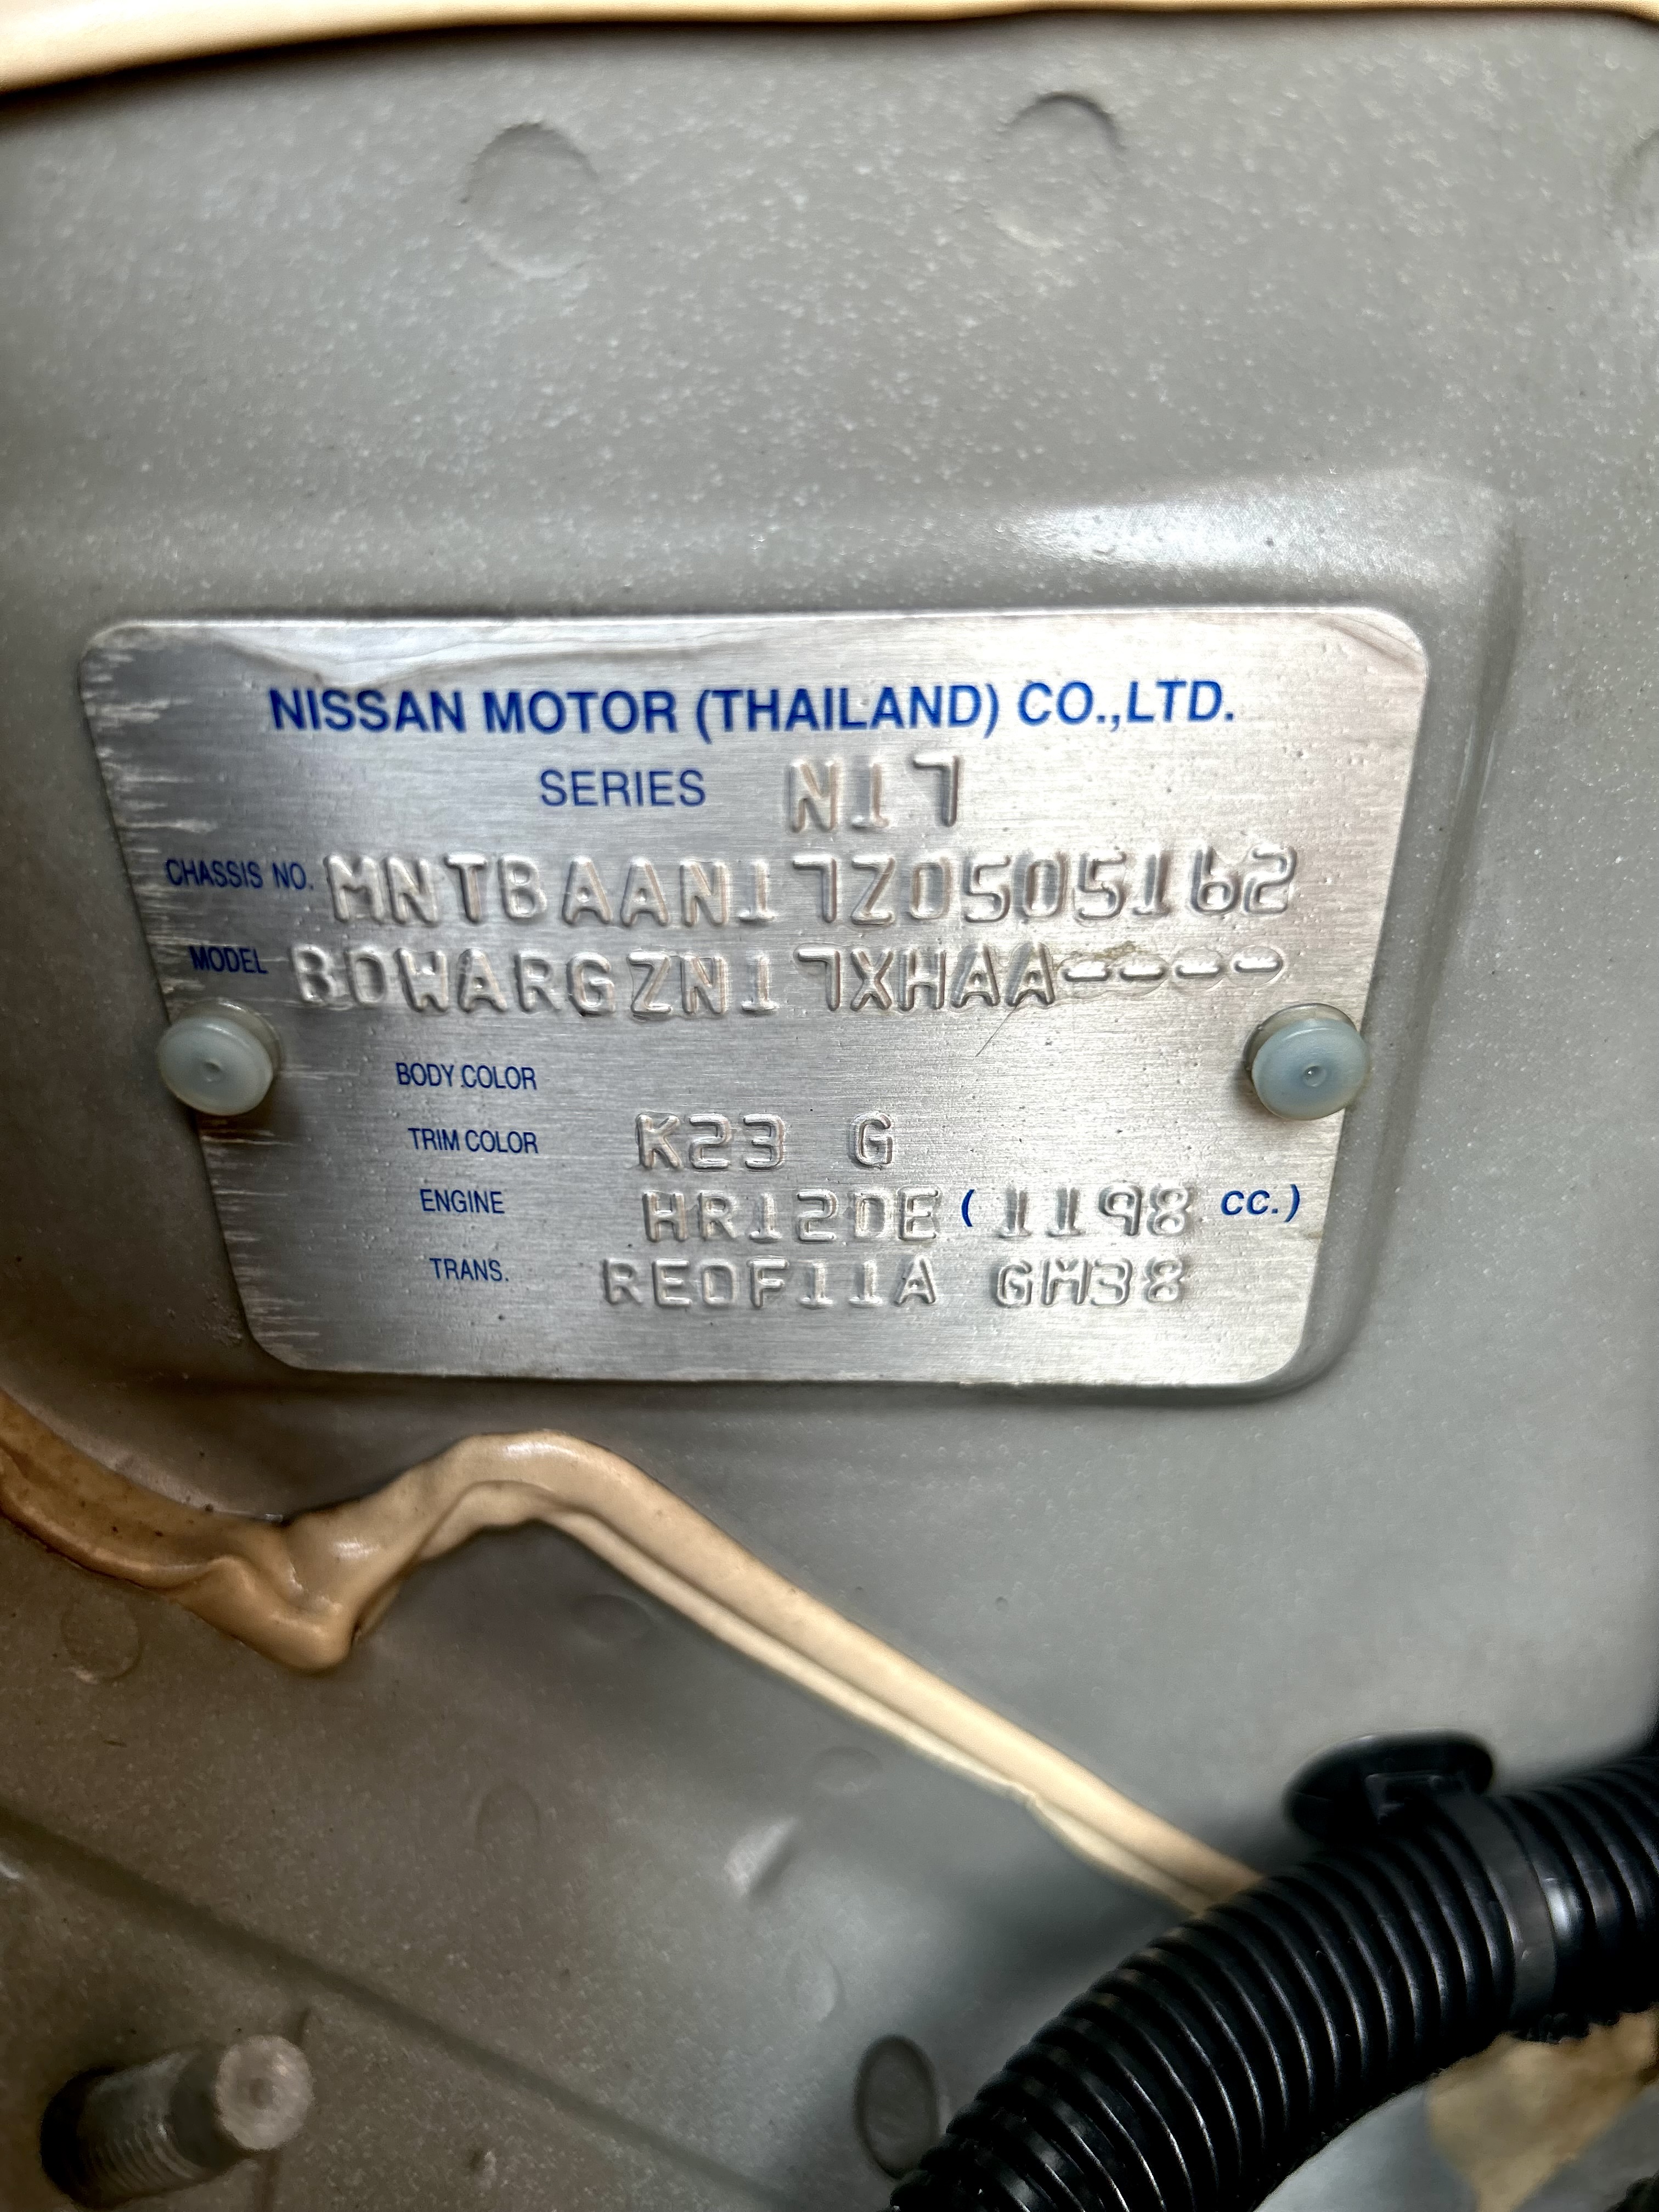 NISSAN MOTOR (THAILAND) CO.,LTD.
SERIES N17
CHASSIS NO. MNTBAAN17Z0505162
MODEL BDWARGZN17XHAA----
BODY COLOR
TRIM COLOR K23 G
ENGINE HR12DE (1198 cc.)
TRANS. RE0F11A GM38